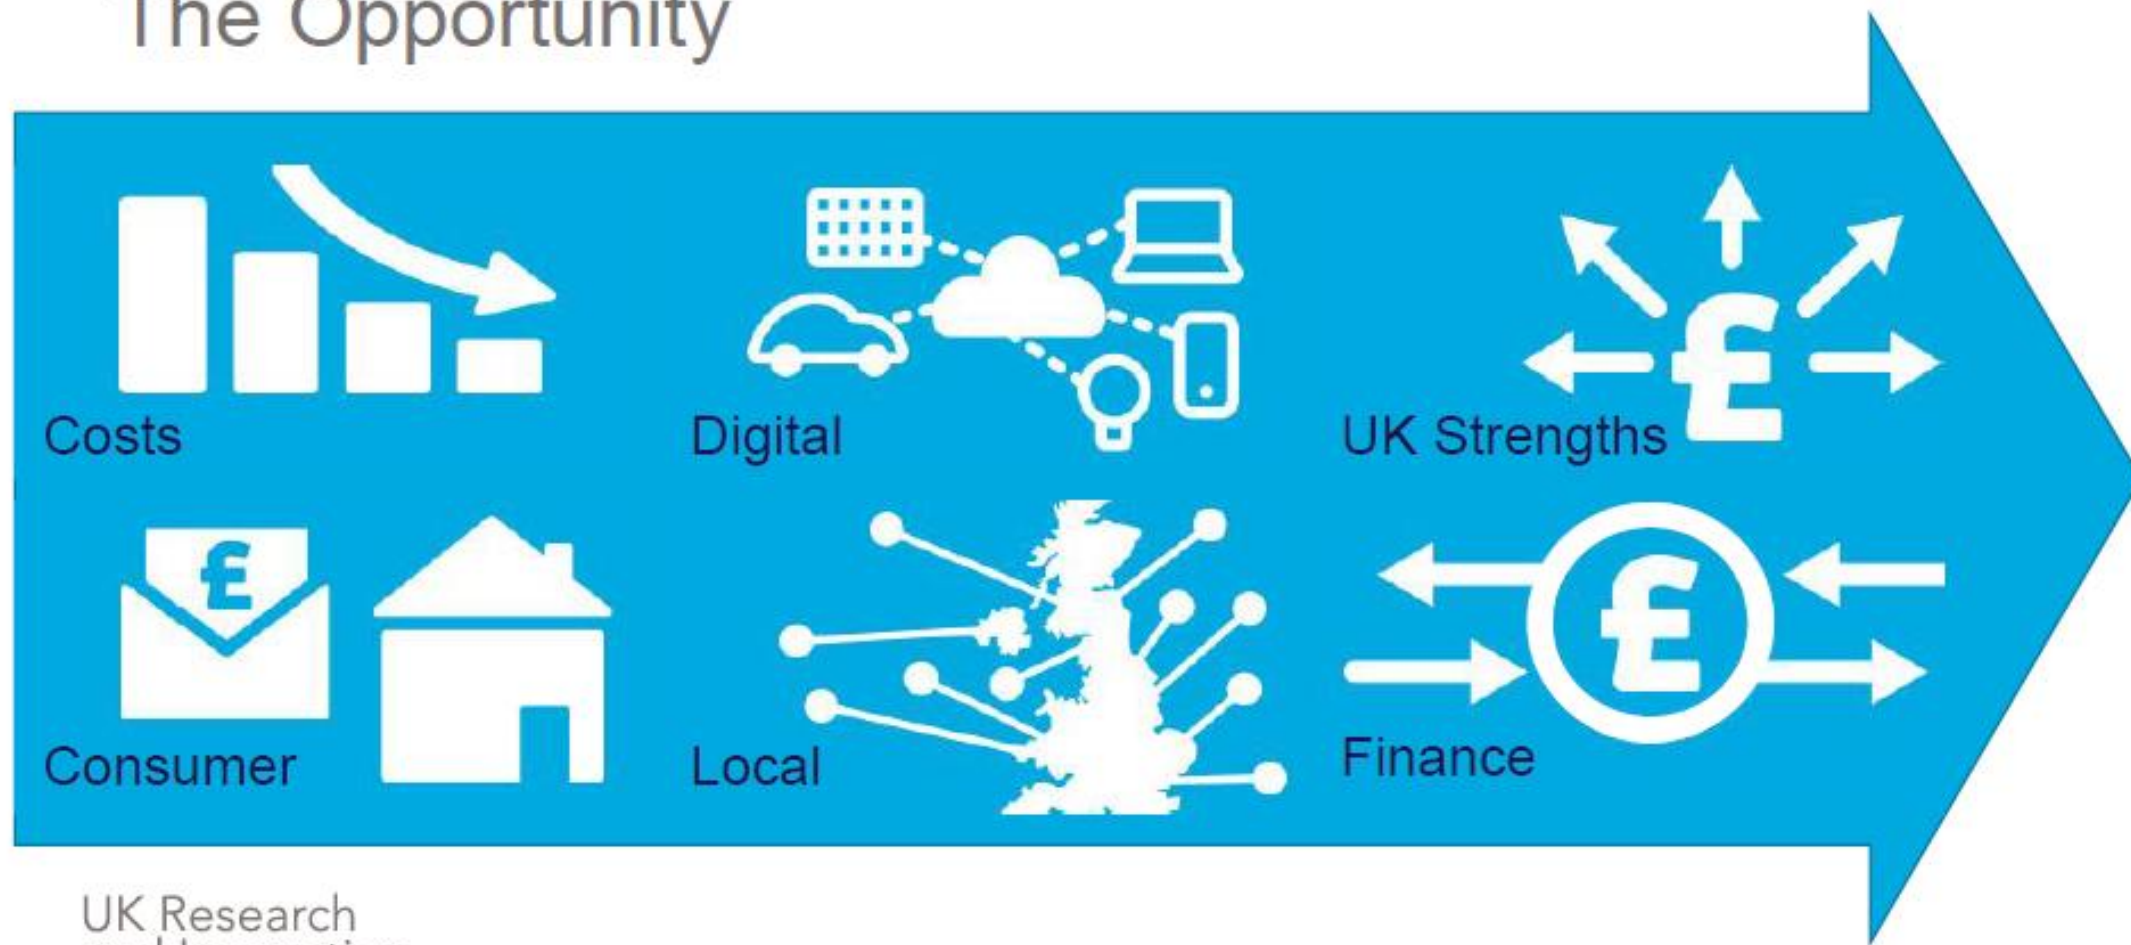 The Opportunity
Costs
Digital
UK Strengths
£
£
£
Consumer
Local
Finance
UK Research